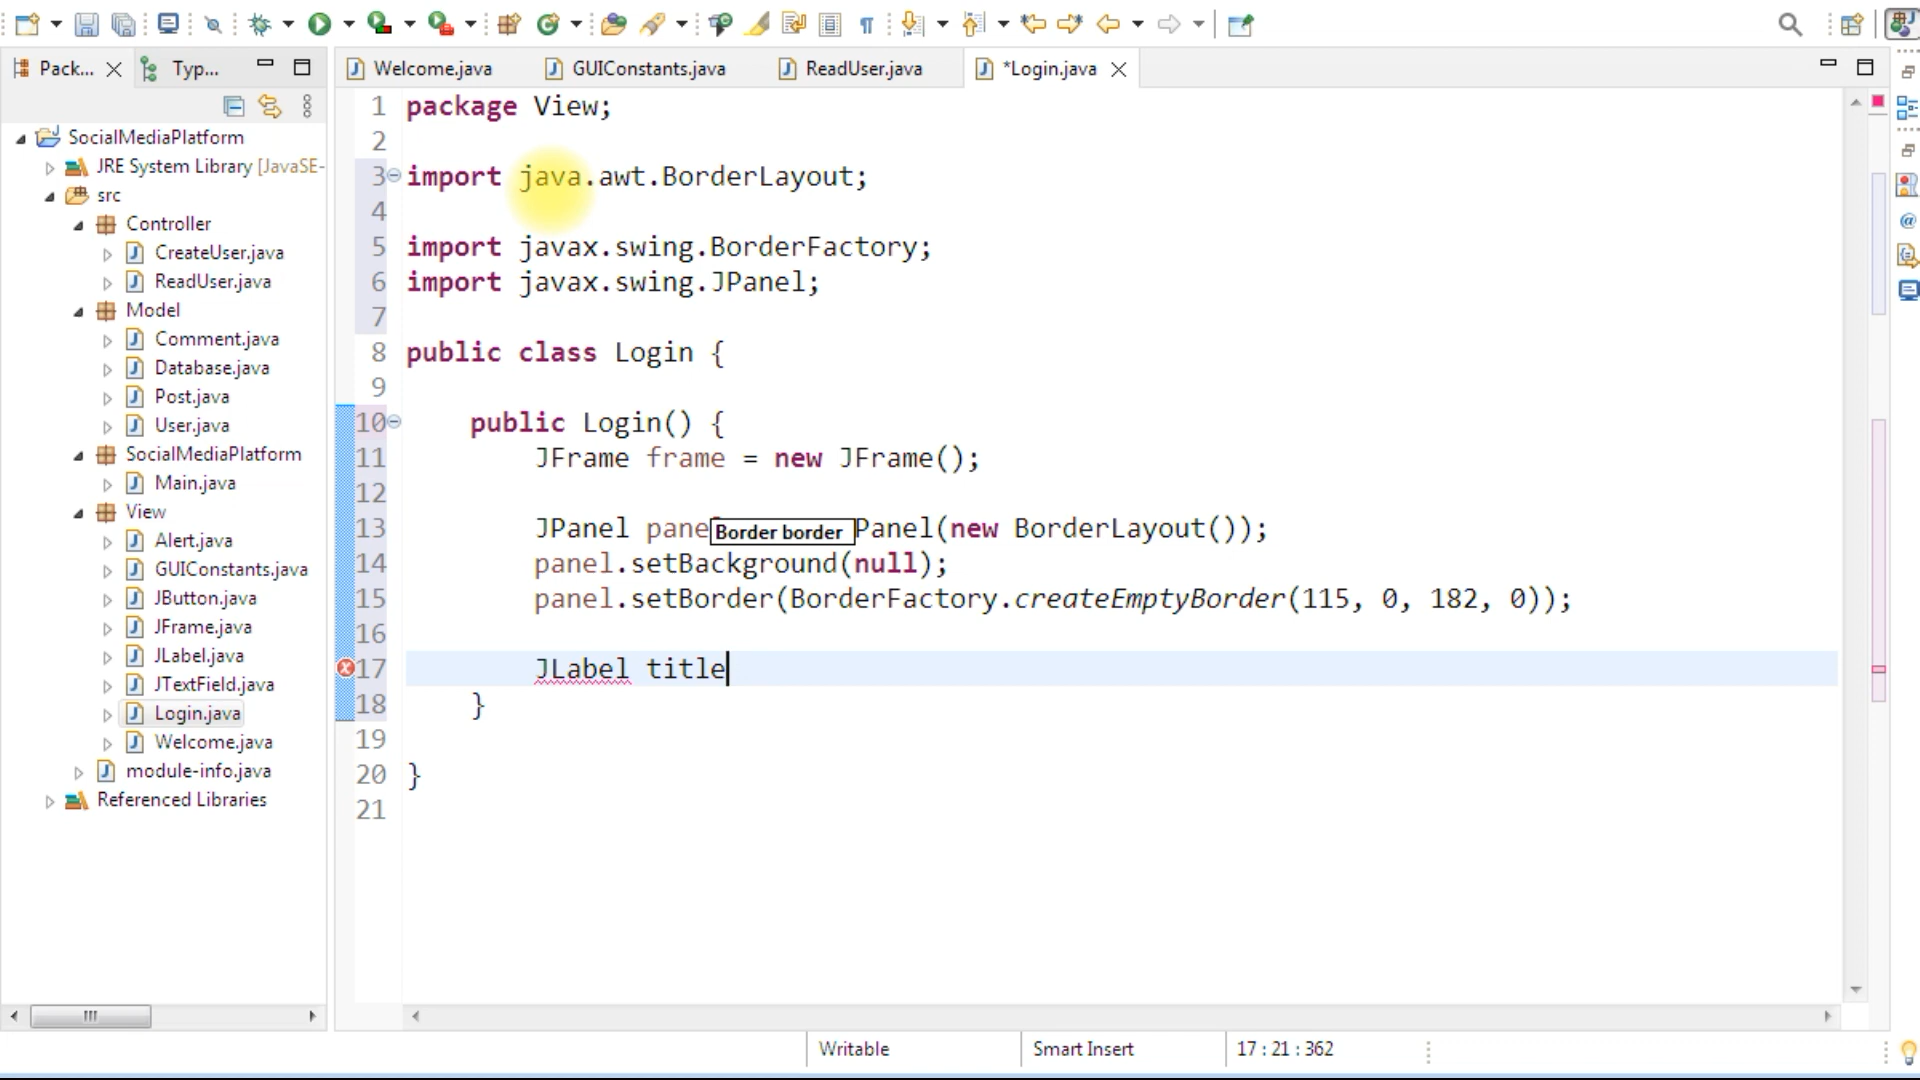 Pack...
Typ...
Welcome.java
GUIConstants.java
ReadUser.java
*Login.java
SocialMediaPlatform
JRE System Library [JavaSE-
src
Controller
CreateUser.java
ReadUser.java
Model
Comment.java
Database.java
Post.java
User.java
SocialMediaPlatform
Main.java
View
Alert.java
GUIConstants.java
JButton.java
JFrame.java
JLabel.java
JTextField.java
Login.java
Welcome.java
module-info.java
Referenced Libraries
1 package View;
2
3 import java.awt.BorderLayout;
4
5 import javax.swing.BorderFactory;
6 import javax.swing.JPanel;
7
8 public class Login {
9
10 public Login() {
11 JFrame frame = new JFrame();
12
13 JPanel pane Border border Panel(new BorderLayout());
14 panel.setBackground(null);
15 panel.setBorder(BorderFactory.createEmptyBorder(115, 0, 182, 0));
16
17 JLabel title
18 }
19
20 }
21
Writable
Smart Insert
17 : 21 : 362